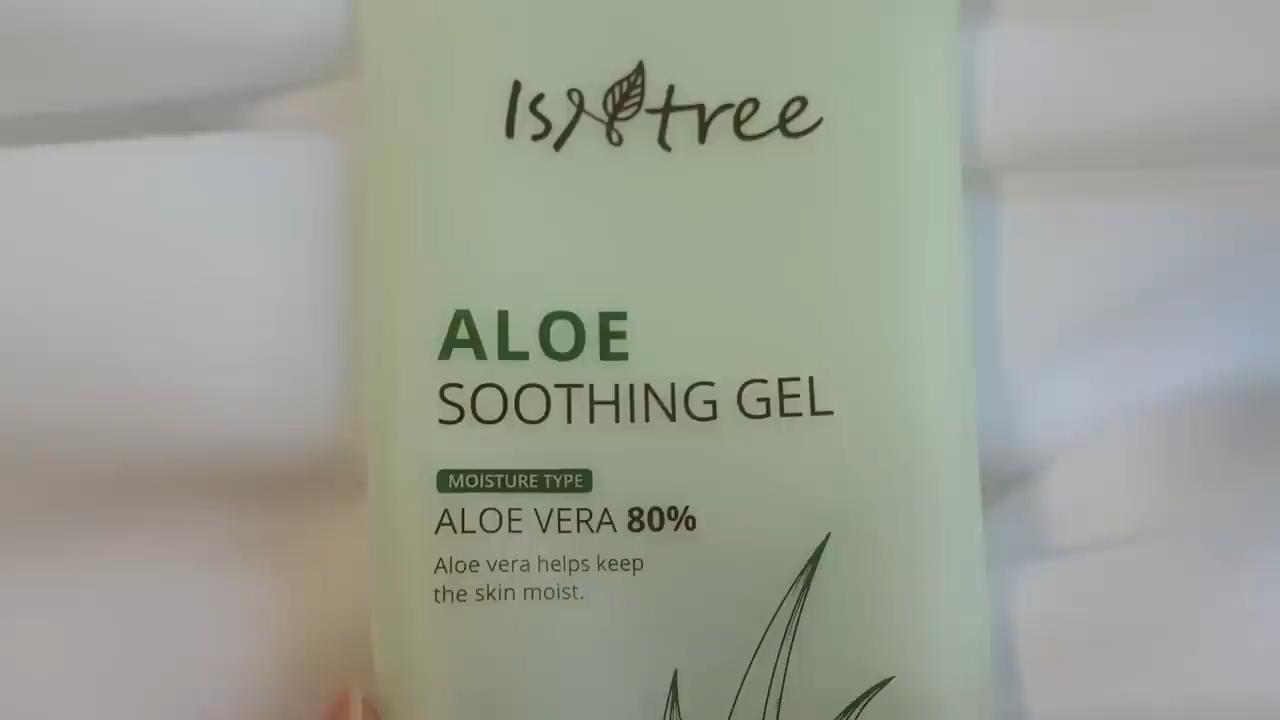 Isntree
ALOE
SOOTHING GEL
MOISTURE TYPE
ALOE VERA 80%
Aloe vera helps keep
the skin moist.